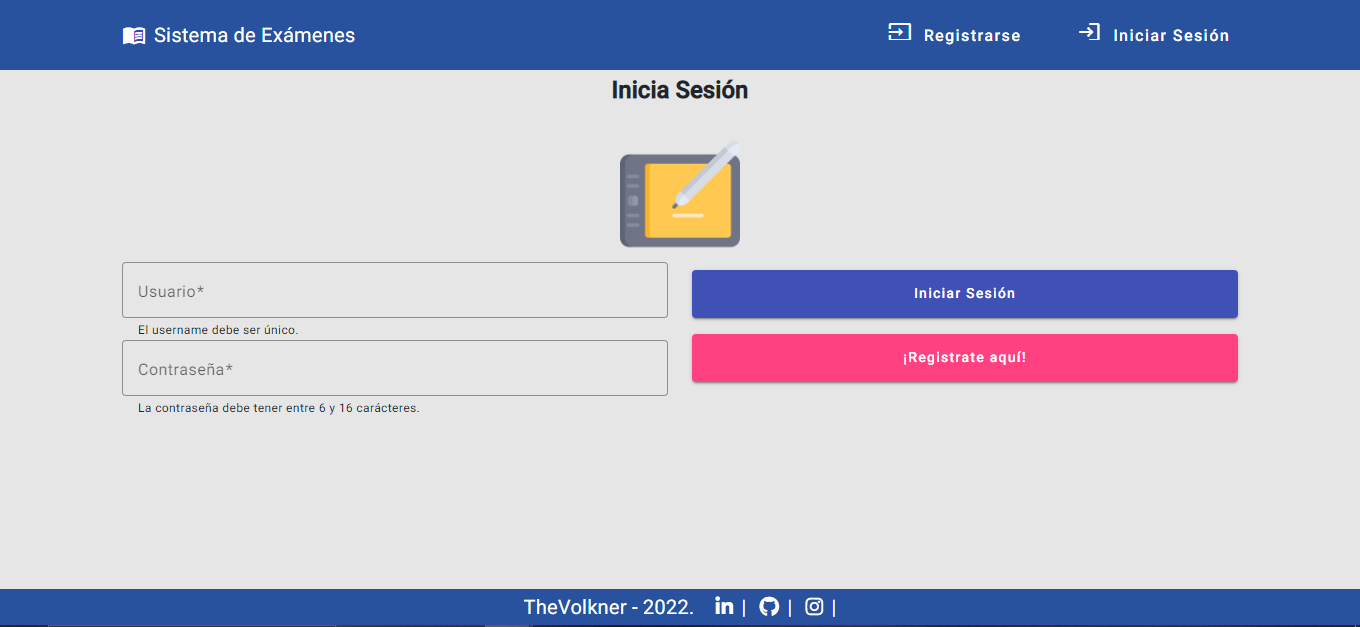 Sistema de Exámenes
Registrarse
Iniciar Sesión
Inicia Sesión
Usuario*
El username debe ser único.
Contraseña*
La contraseña debe tener entre 6 y 16 carácteres.
Iniciar Sesión
¡Registrate aquí!
TheVolkner - 2022. in | | |